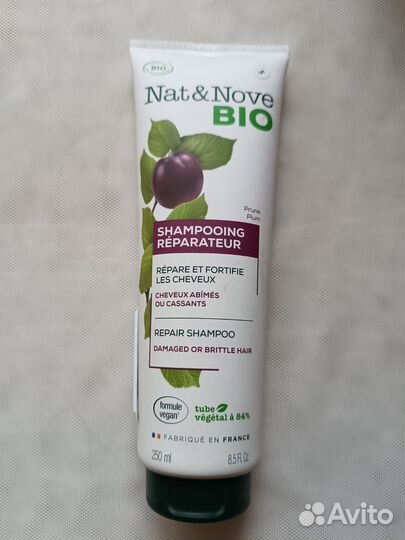 BIO
Nat&Nove
BIO
Prune
Plum
SHAMPOOING
RÉPARATEUR
RÉPARE ET FORTIFIE
LES CHEVEUX
CHEVEUX ABÎMÉS
OU CASSANTS
REPAIR SHAMPOO
DAMAGED OR BRITTLE HAIR
formule
vegan¹
tube
végétal à 84%
FABRIQUÉ EN FRANCE
250 ml 8.5 Fl. Oz
Avito